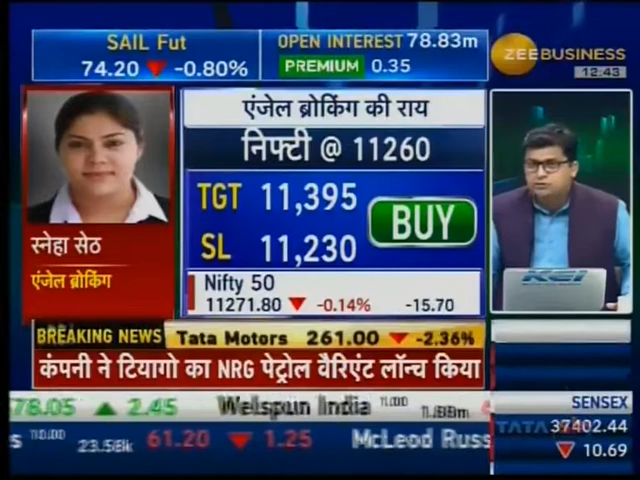 SAIL Fut
74.20 ▼ -0.80%
OPEN INTEREST 78.83m
PREMIUM 0.35
ZEE BUSINESS
12:43
एंजेल ब्रोकिंग की राय
निफ्टी @ 11260
TGT 11,395
SL 11,230
BUY
स्नेहा सेठ
एंजेल ब्रोकिंग
Nifty 50
11271.80 ▼ -0.14% -15.70
KEI
BREAKING NEWS Tata Motors 261.00 ▼ -2.36%
कंपनी ने टियागो का NRG पेट्रोल वैरिएंट लॉन्च किया
78.05 ▲ 2.45 Welspun India
23.58k 61.20 ▼ 1.25 McLeod Russ
SENSEX
37402.44
▼ 10.69